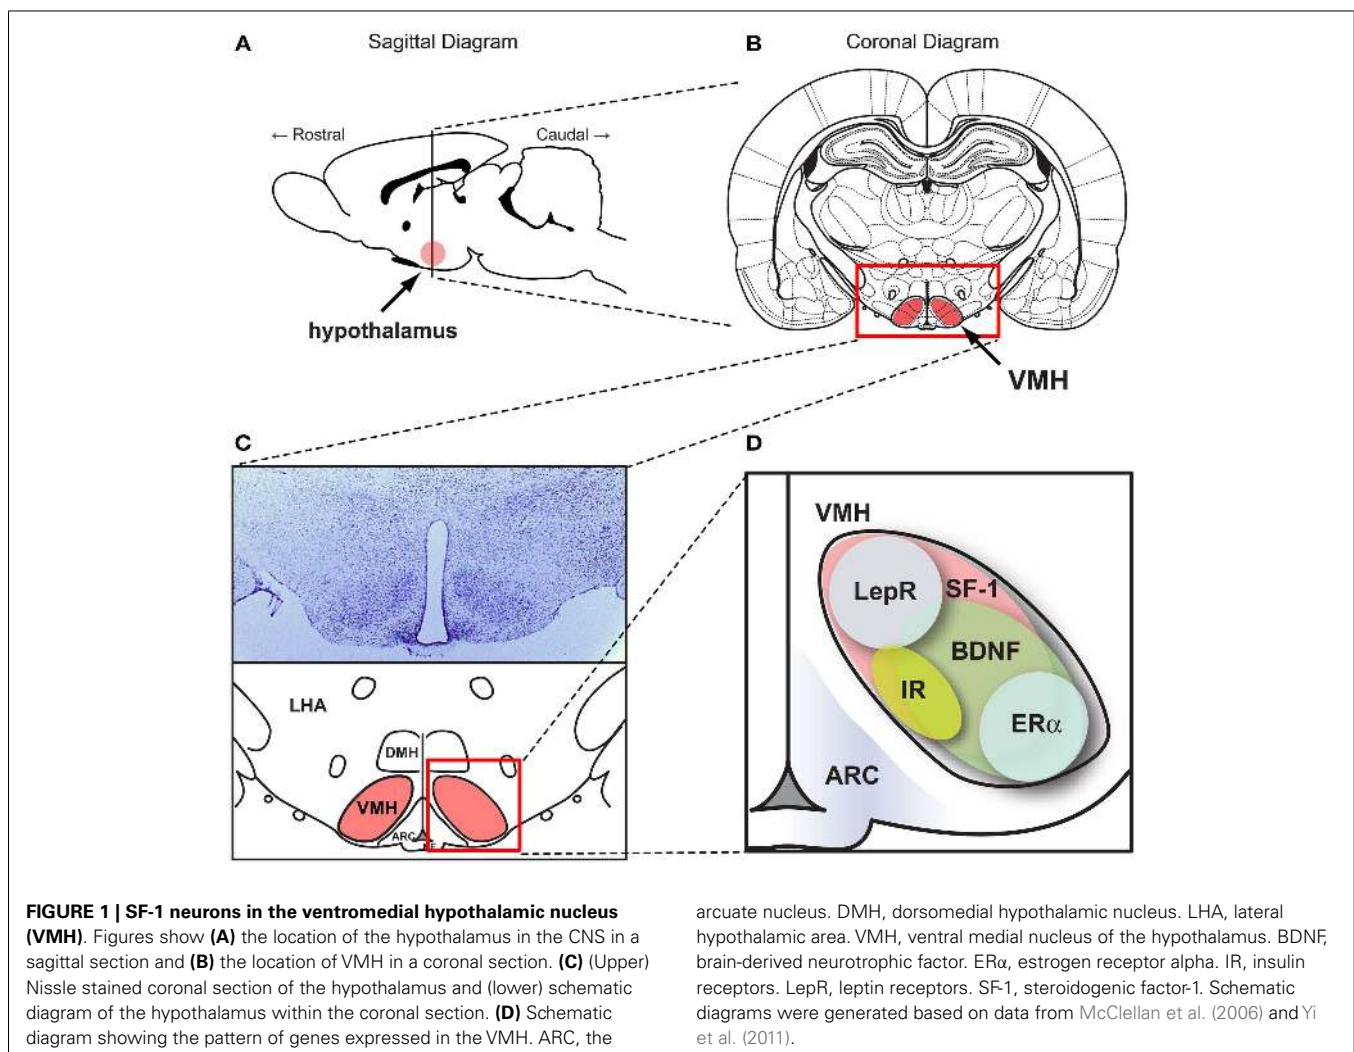 A
Sagittal Diagram
← Rostral
Caudal →
hypothalamus
B
Coronal Diagram
VMH
C
LHA
DMH
VMH
ARC
D
VMH
LepR
SF-1
BDNF
IR
ERα
ARC
FIGURE 1 | SF-1 neurons in the ventromedial hypothalamic nucleus
(VMH). Figures show (A) the location of the hypothalamus in the CNS in a
sagittal section and (B) the location of VMH in a coronal section. (C) (Upper)
Nissle stained coronal section of the hypothalamus and (lower) schematic
diagram of the hypothalamus within the coronal section. (D) Schematic
diagram showing the pattern of genes expressed in the VMH. ARC, the
arcuate nucleus. DMH, dorsomedial hypothalamic nucleus. LHA, lateral
hypothalamic area. VMH, ventral medial nucleus of the hypothalamus. BDNF,
brain-derived neurotrophic factor. ERα, estrogen receptor alpha. IR, insulin
receptors. LepR, leptin receptors. SF-1, steroidogenic factor-1. Schematic
diagrams were generated based on data from McClellan et al. (2006) and Yi
et al. (2011).